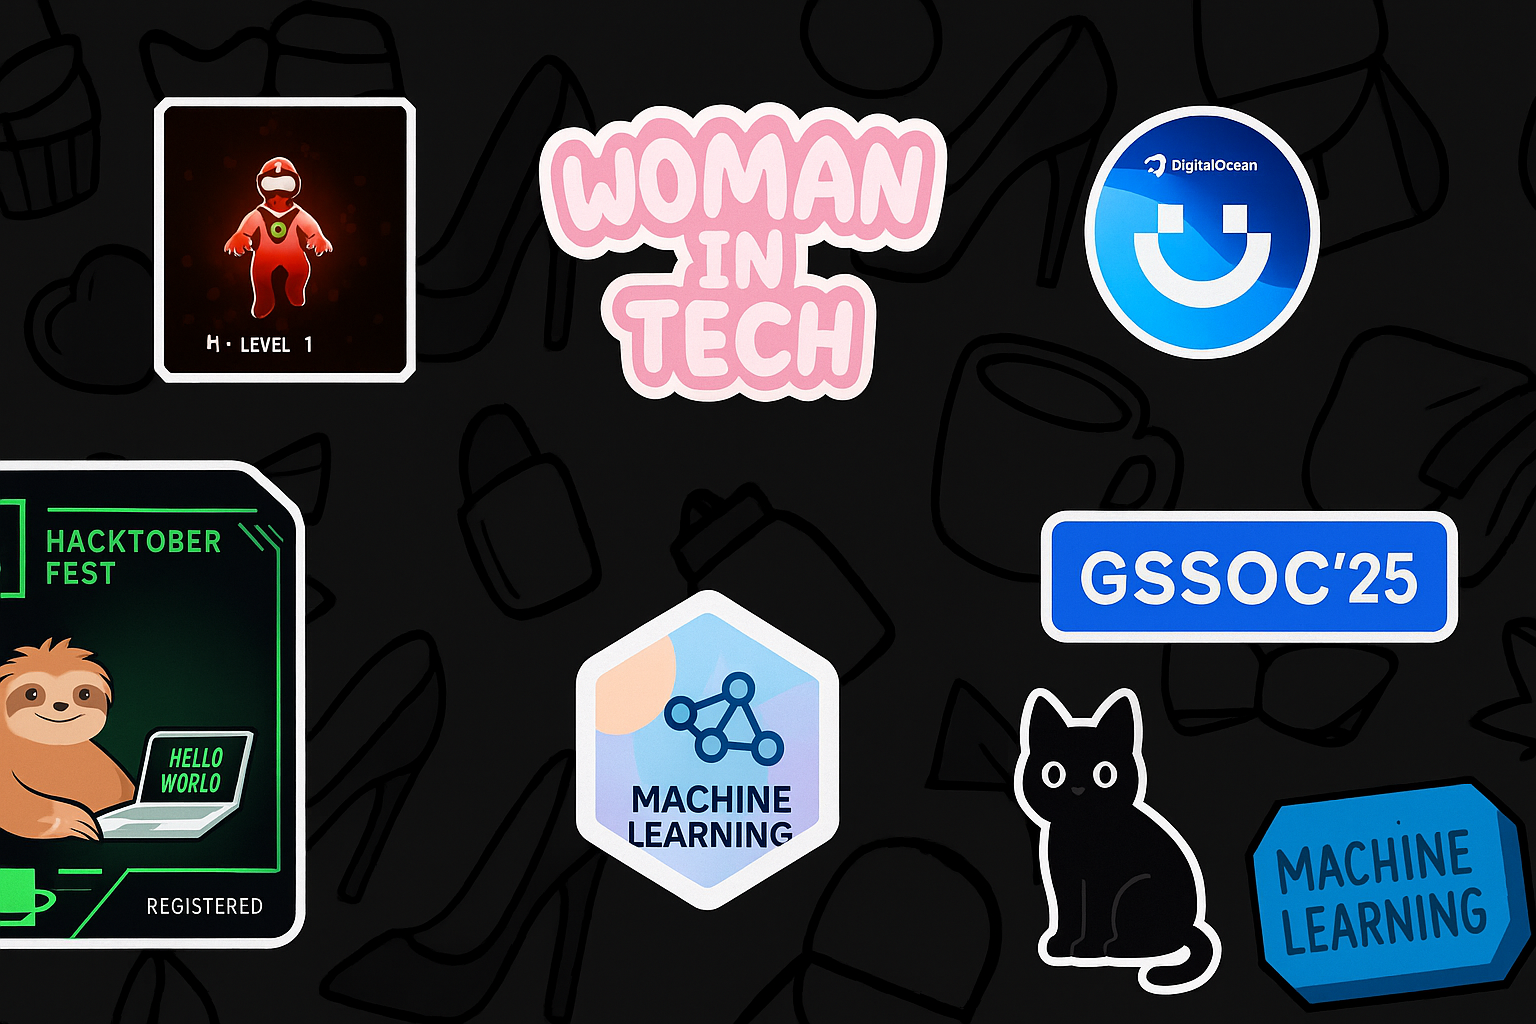 H · LEVEL 1
WOMAN
IN
TECH
DigitalOcean
HACKTOBER
FEST
HELLO
WORLD
REGISTERED
MACHINE
LEARNING
GSSOC'25
MACHINE
LEARNING